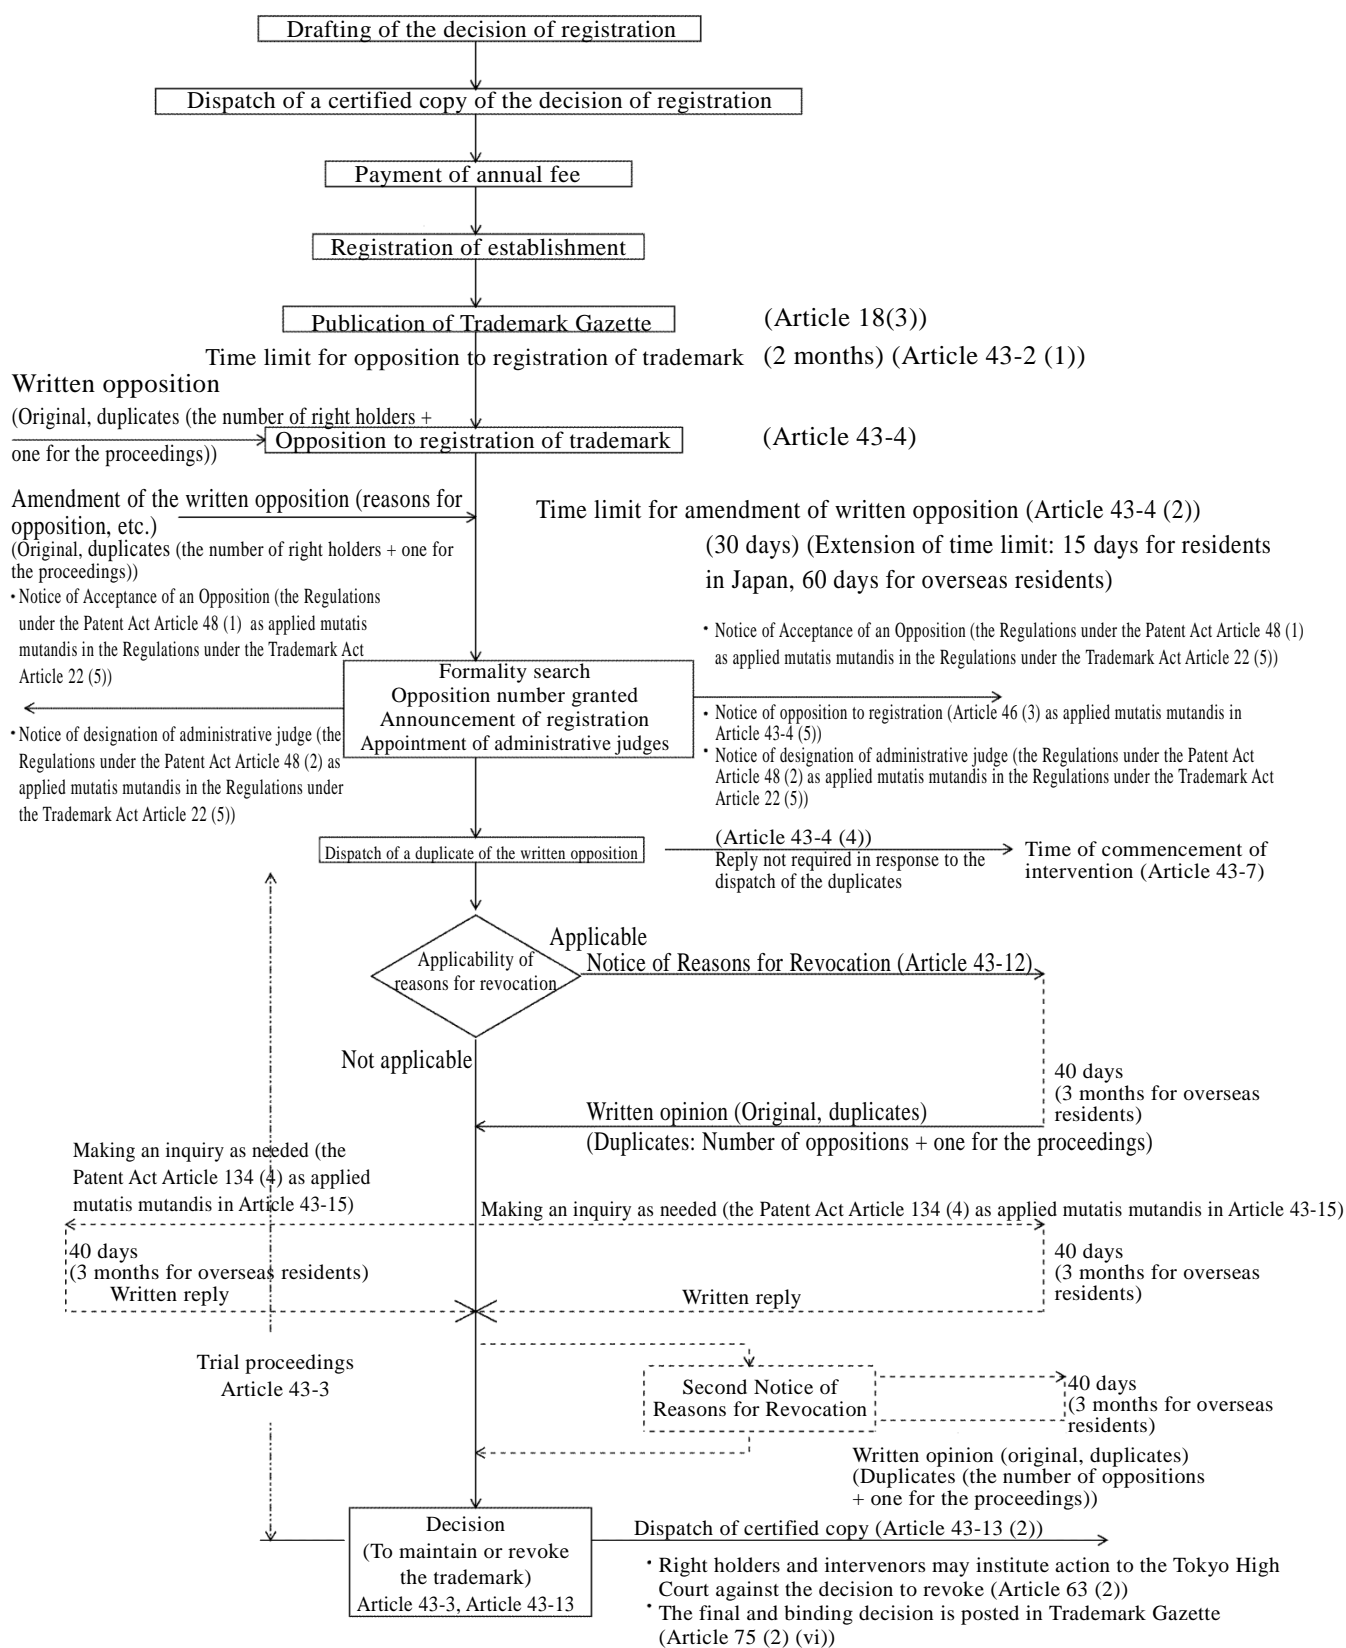 Drafting of the decision of registration
Dispatch of a certified copy of the decision of registration
Payment of annual fee
Registration of establishment
Publication of Trademark Gazette
(Article 18(3))
Time limit for opposition to registration of trademark
(2 months) (Article 43-2 (1))
Written opposition
(Original, duplicates (the number of right holders +
one for the proceedings))
Opposition to registration of trademark
(Article 43-4)
Amendment of the written opposition (reasons for
opposition, etc.)
(Original, duplicates (the number of right holders + one for
the proceedings))
Time limit for amendment of written opposition (Article 43-4 (2))
(30 days) (Extension of time limit: 15 days for residents
in Japan, 60 days for overseas residents)
・Notice of Acceptance of an Opposition (the Regulations
under the Patent Act Article 48 (1) as applied mutatis
mutandis in the Regulations under the Trademark Act
Article 22 (5))
・Notice of designation of administrative judge (the
Regulations under the Patent Act Article 48 (2) as
applied mutatis mutandis in the Regulations under
the Trademark Act Article 22 (5))
Formality search
Opposition number granted
Announcement of registration
Appointment of administrative judges
・Notice of Acceptance of an Opposition (the Regulations under the Patent Act Article 48 (1)
as applied mutatis mutandis in the Regulations under the Trademark Act Article 22 (5))
・Notice of opposition to registration (Article 46 (3) as applied mutatis mutandis in
Article 43-4 (5))
・Notice of designation of administrative judge (the Regulations under the Patent Act
Article 48 (2) as applied mutatis mutandis in the Regulations under the Trademark Act
Article 22 (5))
Dispatch of a duplicate of the written opposition
(Article 43-4 (4))
Reply not required in response to the
dispatch of the duplicates
Time of commencement of
intervention (Article 43-7)
Applicability of
reasons for revocation
Applicable
Notice of Reasons for Revocation (Article 43-12)
Not applicable
40 days
(3 months for overseas
residents)
Written opinion (Original, duplicates)
(Duplicates: Number of oppositions + one for the proceedings)
Making an inquiry as needed (the
Patent Act Article 134 (4) as applied
mutatis mutandis in Article 43-15)
Making an inquiry as needed (the Patent Act Article 134 (4) as applied mutatis mutandis in Article 43-15)
40 days
(3 months for overseas residents)
Written reply
40 days
(3 months for overseas
residents)
Written reply
Trial proceedings
Article 43-3
Second Notice of
Reasons for Revocation
40 days
(3 months for overseas
residents)
Written opinion (original, duplicates)
(Duplicates (the number of oppositions
+ one for the proceedings))
Decision
(To maintain or revoke
the trademark)
Article 43-3, Article 43-13
Dispatch of certified copy (Article 43-13 (2))
・Right holders and intervenors may institute action to the Tokyo High
Court against the decision to revoke (Article 63 (2))
・The final and binding decision is posted in Trademark Gazette
(Article 75 (2) (vi))